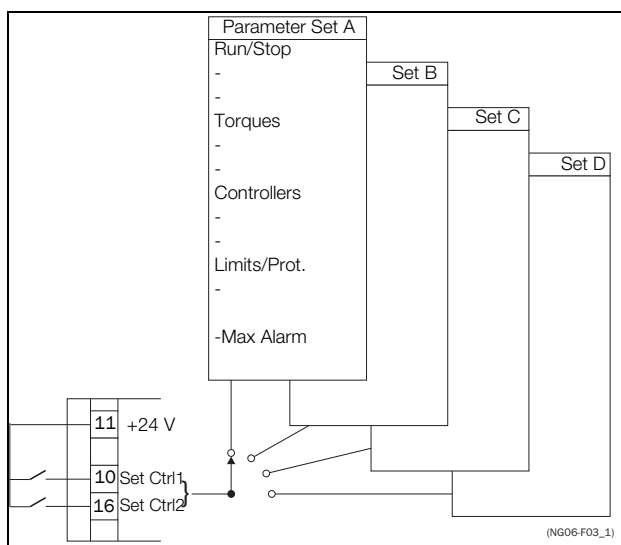 Parameter Set A
Run/Stop
-
-
Torques
-
-
Controllers
-
-
Limits/Prot.
-
-Max Alarm
Set B
Set C
Set D
11 +24 V
10 Set Ctrl1
16 Set Ctrl2
}
(NG06-F03_1)